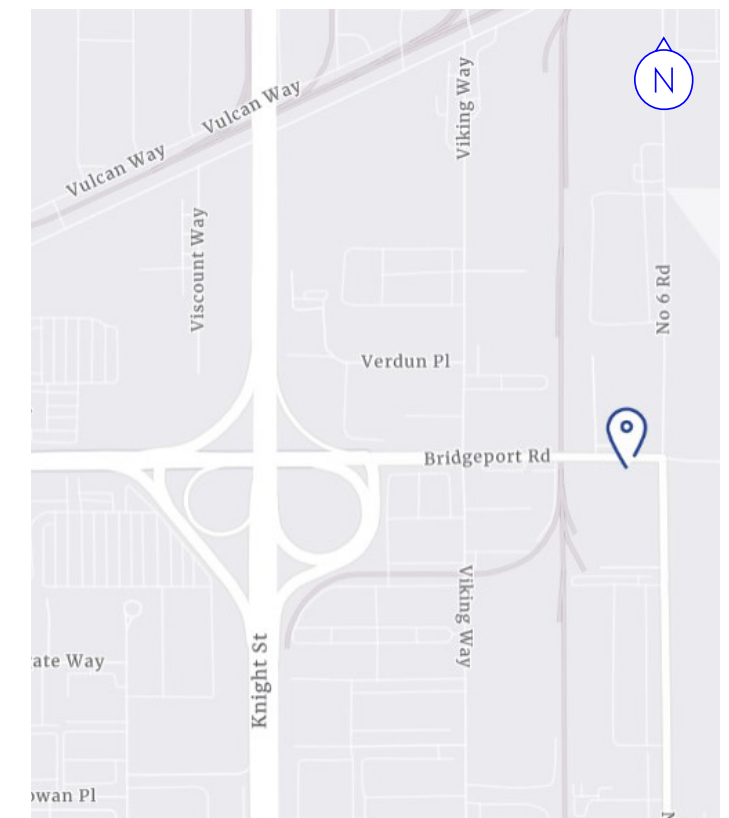 N
Viking Way
Vulcan Way
Vulcan Way
Viscount Way
No 6 Rd
Verdun Pl
Bridgeport Rd
Viking Way
Knight St
ate Way
owan Pl